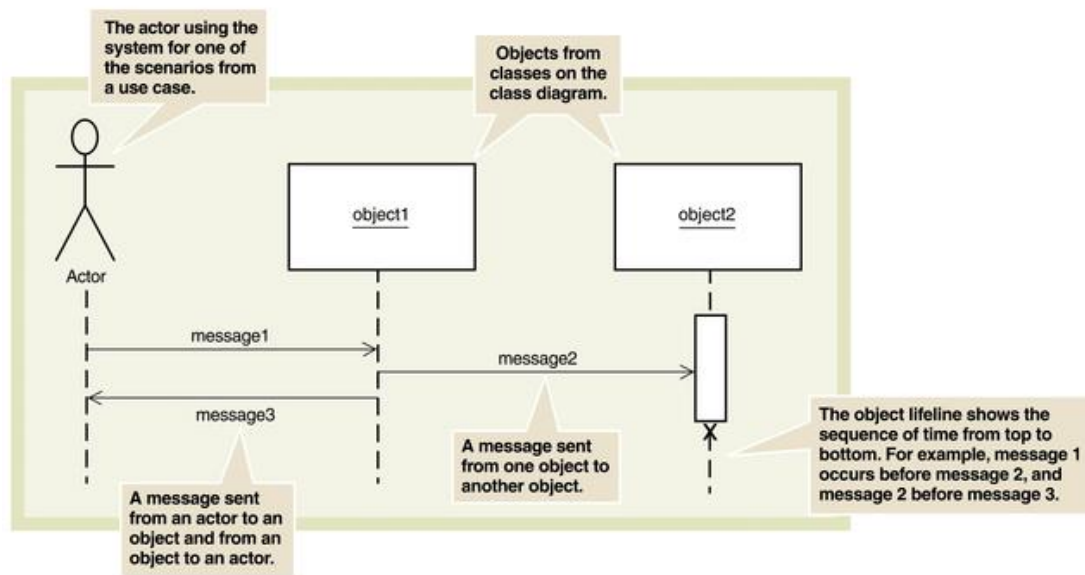 The actor using the
system for one of
the scenarios from
a use case.
Objects from
classes on the
class diagram.
object1
object2
Actor
message1
message2
message3
A message sent
from an actor to an
object and from an
object to an actor.
A message sent
from one object to
another object.
The object lifeline shows the
sequence of time from top to
bottom. For example, message 1
occurs before message 2, and
message 2 before message 3.